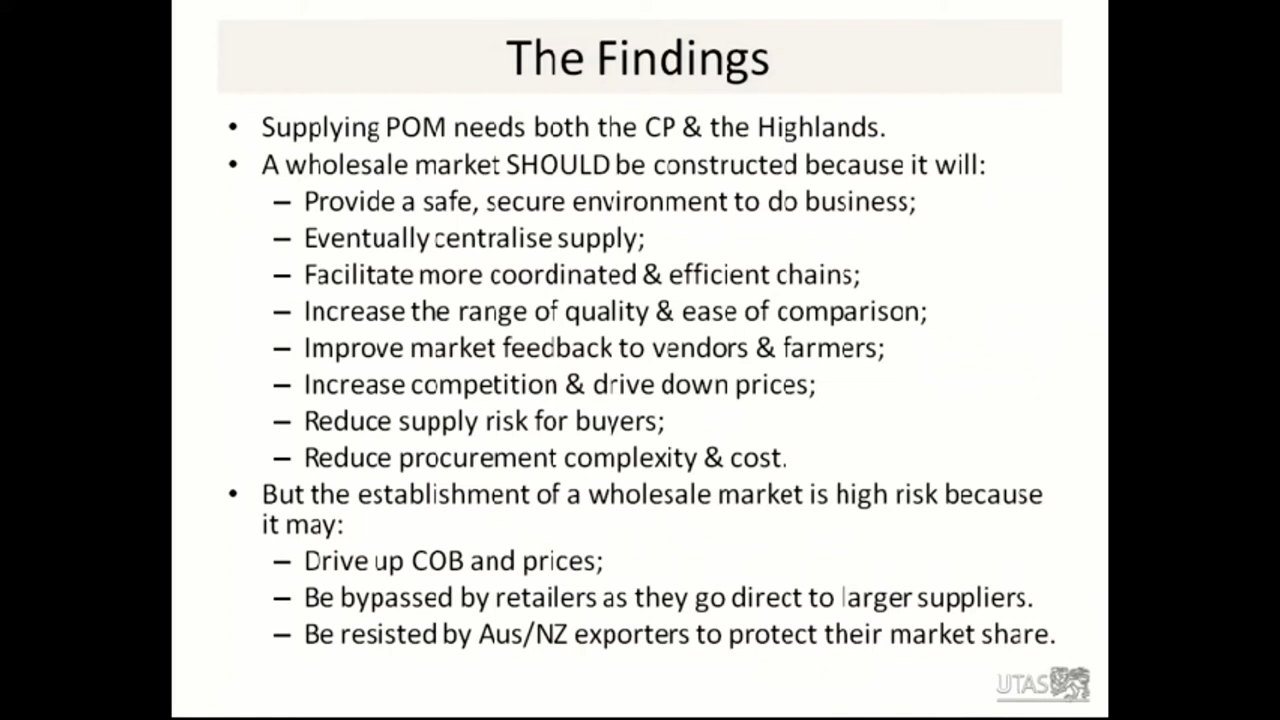 The Findings
• Supplying POM needs both the CP & the Highlands.
• A wholesale market SHOULD be constructed because it will:
– Provide a safe, secure environment to do business;
– Eventually centralise supply;
– Facilitate more coordinated & efficient chains;
– Increase the range of quality & ease of comparison;
– Improve market feedback to vendors & farmers;
– Increase competition & drive down prices;
– Reduce supply risk for buyers;
– Reduce procurement complexity & cost.
• But the establishment of a wholesale market is high risk because
it may:
– Drive up COB and prices;
– Be bypassed by retailers as they go direct to larger suppliers.
– Be resisted by Aus/NZ exporters to protect their market share.
UTAS